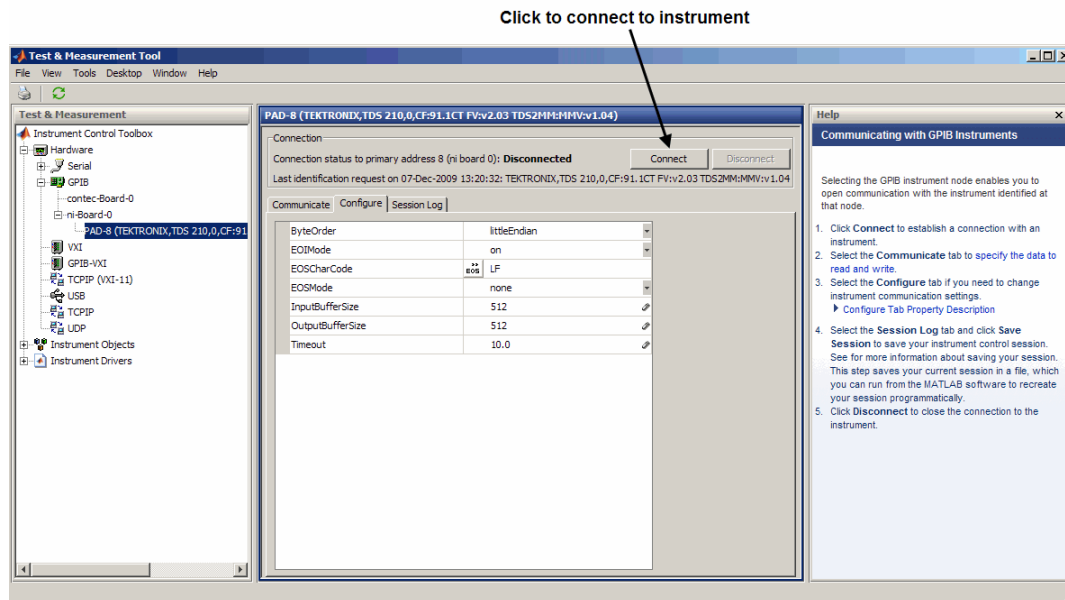 Click to connect to instrument
Test & Measurement Tool
File View Tools Desktop Window Help
Test & Measurement
Instrument Control Toolbox
Hardware
Serial
GPIB
contec-Board-0
ni-Board-0
PAD-8 (TEKTRONIX,TDS 210,0,CF:91
VXI
GPIB-VXI
TCPIP (VXI-11)
USB
TCPIP
UDP
Instrument Objects
Instrument Drivers
PAD-8 (TEKTRONIX,TDS 210,0,CF:91.1CT FV:v2.03 TDS2MM:MMV:v1.04)
Connection
Connection status to primary address 8 (ni board 0): Disconnected
Connect Disconnect
Last identification request on 07-Dec-2009 13:20:32: TEKTRONIX,TDS 210,0,CF:91.1CT FV:v2.03 TDS2MM:MMV:v1.04
Communicate Configure Session Log
ByteOrder littleEndian
EOIMode on
EOSCharCode EOS LF
EOSMode none
InputBufferSize 512
OutputBufferSize 512
Timeout 10.0
Help
Communicating with GPIB Instruments
Selecting the GPIB instrument node enables you to
open communication with the instrument identified at
that node.
1. Click Connect to establish a connection with an
instrument.
2. Select the Communicate tab to specify the data to
read and write.
3. Select the Configure tab if you need to change
instrument communication settings.
Configure Tab Property Description
4. Select the Session Log tab and click Save
Session to save your instrument control session.
See for more information about saving your session.
This step saves your current session in a file, which
you can run from the MATLAB software to recreate
your session programmatically.
5. Click Disconnect to close the connection to the
instrument.